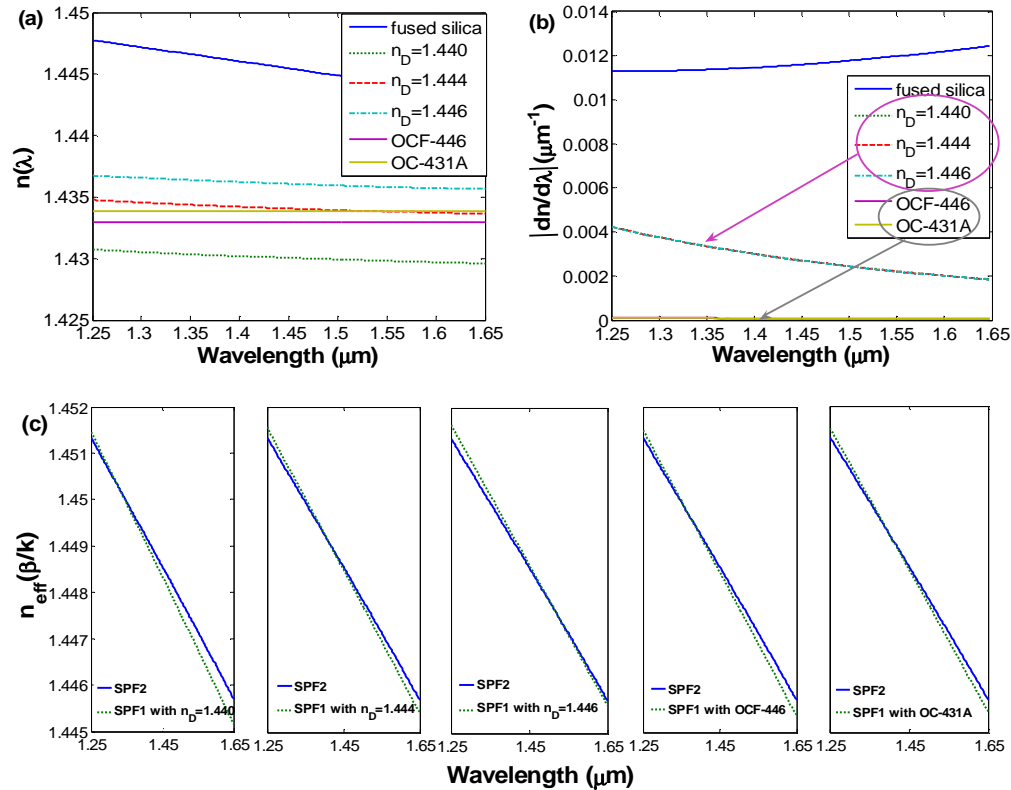 (a)
1.45
1.445
1.44
1.435
1.43
1.425
n(λ)
1.25 1.3 1.35 1.4 1.45 1.5 1.55 1.6 1.65
Wavelength (μm)
fused silica
n_D=1.440
n_D=1.444
n_D=1.446
OCF-446
OC-431A
(b)
0.014
0.012
0.01
0.008
0.006
0.004
0.002
0
|dn/dλ|(μm⁻¹)
1.25 1.3 1.35 1.4 1.45 1.5 1.55 1.6 1.65
Wavelength (μm)
fused silica
n_D=1.440
n_D=1.444
n_D=1.446
OCF-446
OC-431A
(c)
1.452
1.451
1.45
1.449
1.448
1.447
1.446
1.445
n_eff(β/k)
SPF2
SPF1 with n_D=1.440
1.25 1.45 1.65
SPF2
SPF1 with n_D=1.444
1.25 1.45 1.65
SPF2
SPF1 with n_D=1.446
1.25 1.45 1.65
SPF2
SPF1 with OCF-446
1.25 1.45 1.65
SPF2
SPF1 with OC-431A
1.25 1.45 1.65
Wavelength (μm)